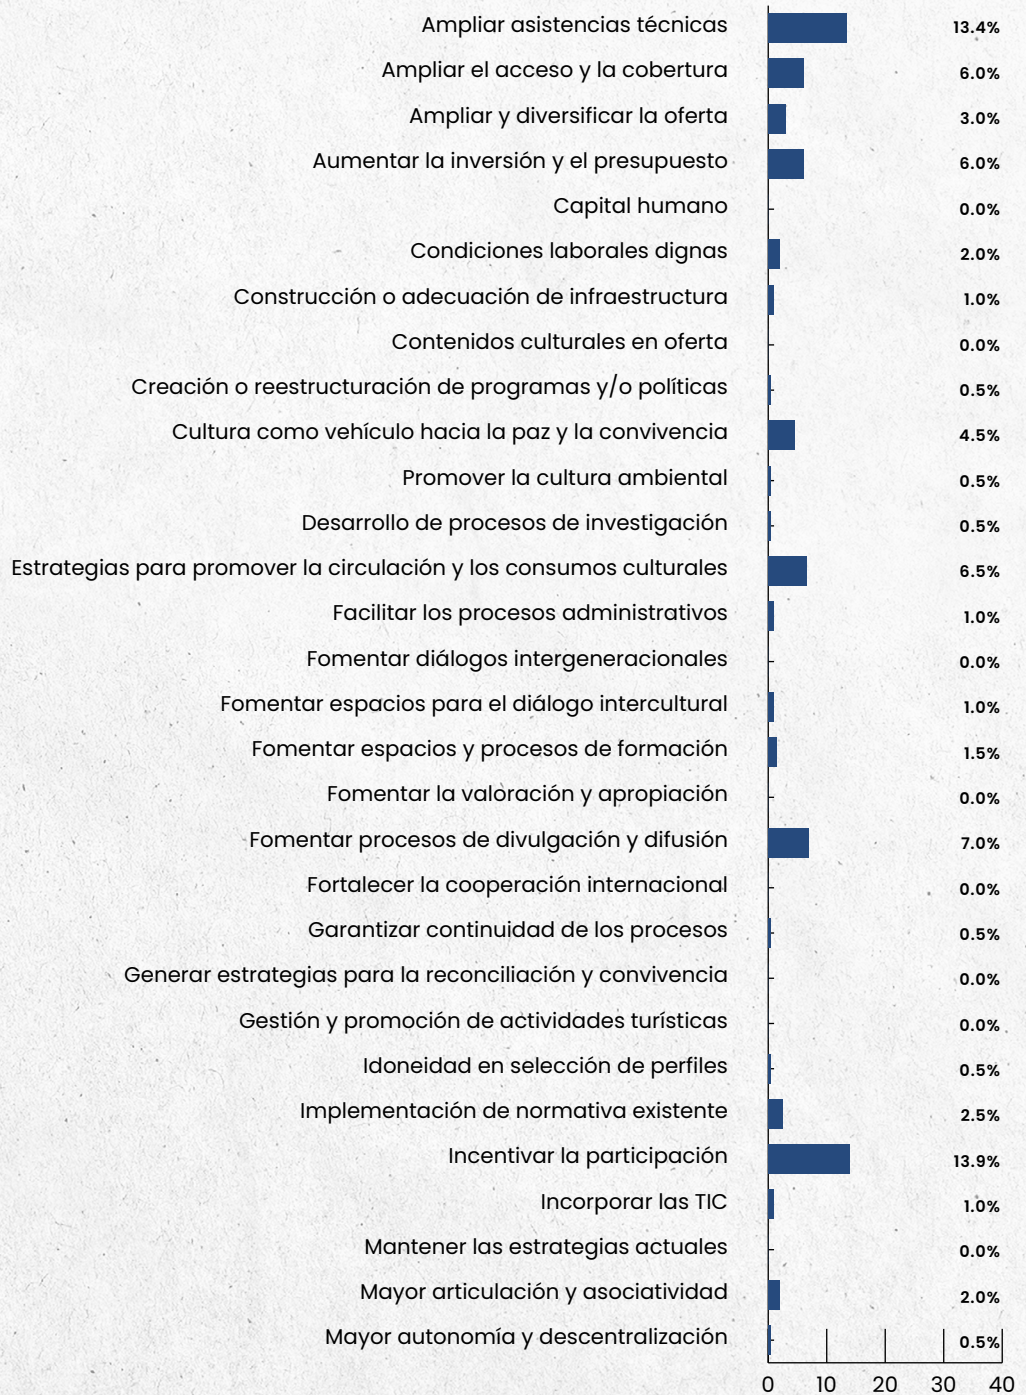 Ampliar asistencias técnicas 13.4%
Ampliar el acceso y la cobertura 6.0%
Ampliar y diversificar la oferta 3.0%
Aumentar la inversión y el presupuesto 6.0%
Capital humano 0.0%
Condiciones laborales dignas 2.0%
Construcción o adecuación de infraestructura 1.0%
Contenidos culturales en oferta 0.0%
Creación o reestructuración de programas y/o políticas 0.5%
Cultura como vehículo hacia la paz y la convivencia 4.5%
Promover la cultura ambiental 0.5%
Desarrollo de procesos de investigación 0.5%
Estrategias para promover la circulación y los consumos culturales 6.5%
Facilitar los procesos administrativos 1.0%
Fomentar diálogos intergeneracionales 0.0%
Fomentar espacios para el diálogo intercultural 1.0%
Fomentar espacios y procesos de formación 1.5%
Fomentar la valoración y apropiación 0.0%
Fomentar procesos de divulgación y difusión 7.0%
Fortalecer la cooperación internacional 0.0%
Garantizar continuidad de los procesos 0.5%
Generar estrategias para la reconciliación y convivencia 0.0%
Gestión y promoción de actividades turísticas 0.0%
Idoneidad en selección de perfiles 0.5%
Implementación de normativa existente 2.5%
Incentivar la participación 13.9%
Incorporar las TIC 1.0%
Mantener las estrategias actuales 0.0%
Mayor articulación y asociatividad 2.0%
Mayor autonomía y descentralización 0.5%
0 10 20 30 40